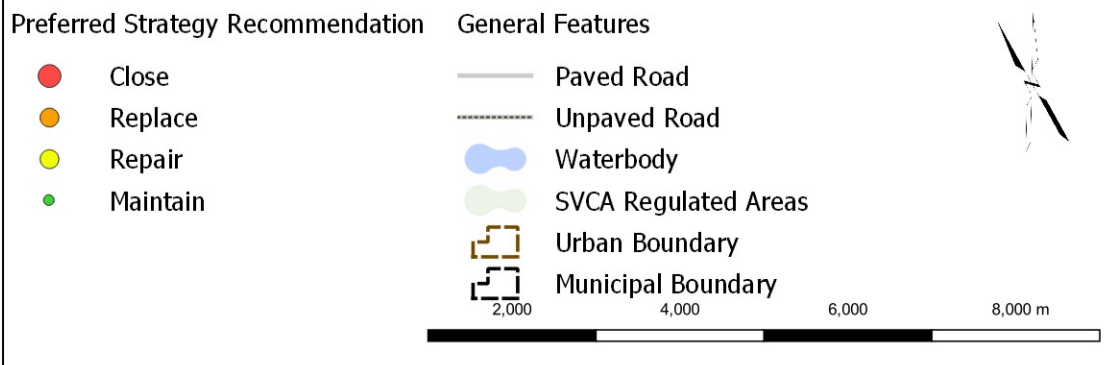 Preferred Strategy Recommendation
Close
Replace
Repair
Maintain
General Features
Paved Road
Unpaved Road
Waterbody
SVCA Regulated Areas
Urban Boundary
Municipal Boundary
2,000 4,000 6,000 8,000 m